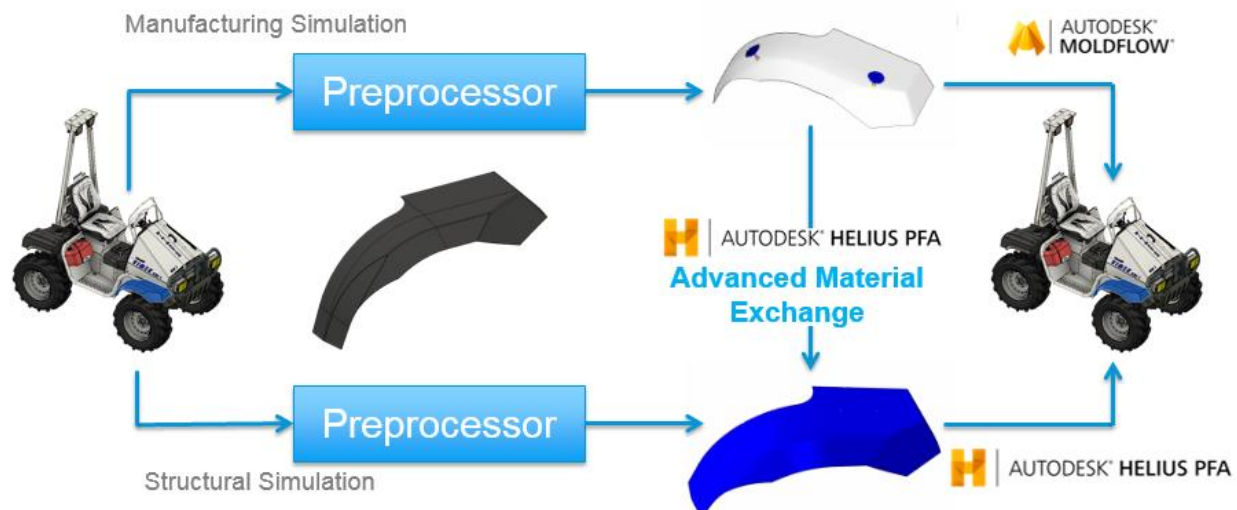 Manufacturing Simulation
Preprocessor
AUTODESK®
MOLDFLOW®
AUTODESK® HELIUS PFA
Advanced Material
Exchange
Preprocessor
Structural Simulation
AUTODESK® HELIUS PFA